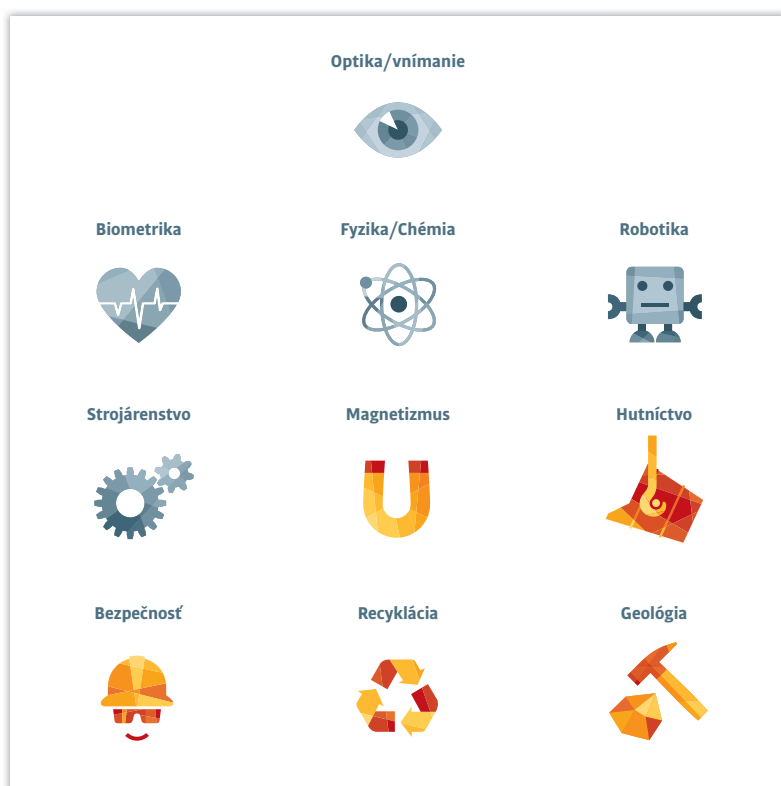 Optika/vnímanie
Biometrika
Fyzika/Chémia
Robotika
Strojárenstvo
Magnetizmus
Hutníctvo
Bezpečnosť
Recyklácia
Geológia